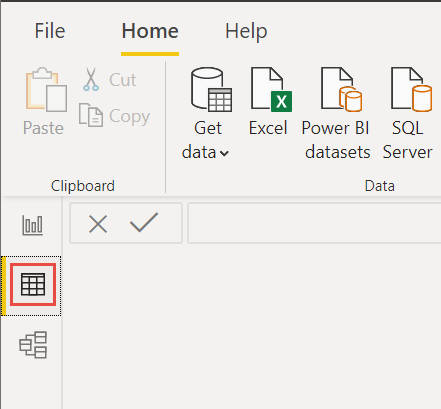 File Home Help
Cut
Copy
Paste
Get data
Excel
Power BI datasets
SQL Server
Clipboard
Data